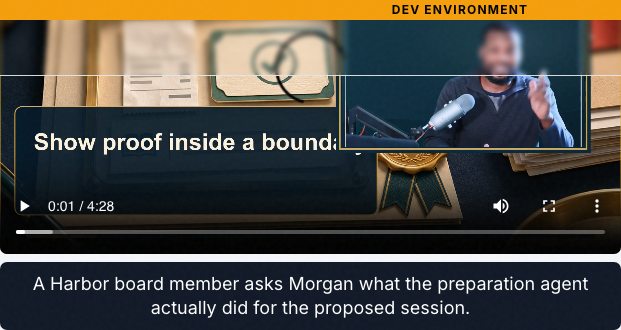 DEV ENVIRONMENT
Show proof inside a bounda
0:01 / 4:28
A Harbor board member asks Morgan what the preparation agent
actually did for the proposed session.